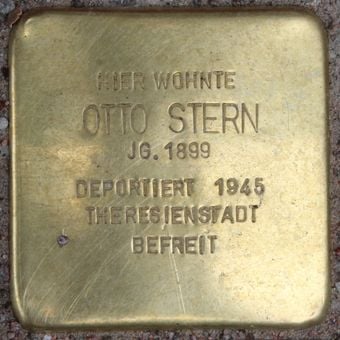 HIER WOHNTE
OTTO STERN
JG. 1899
DEPORTIERT 1945
THERESIENSTADT
BEFREIT